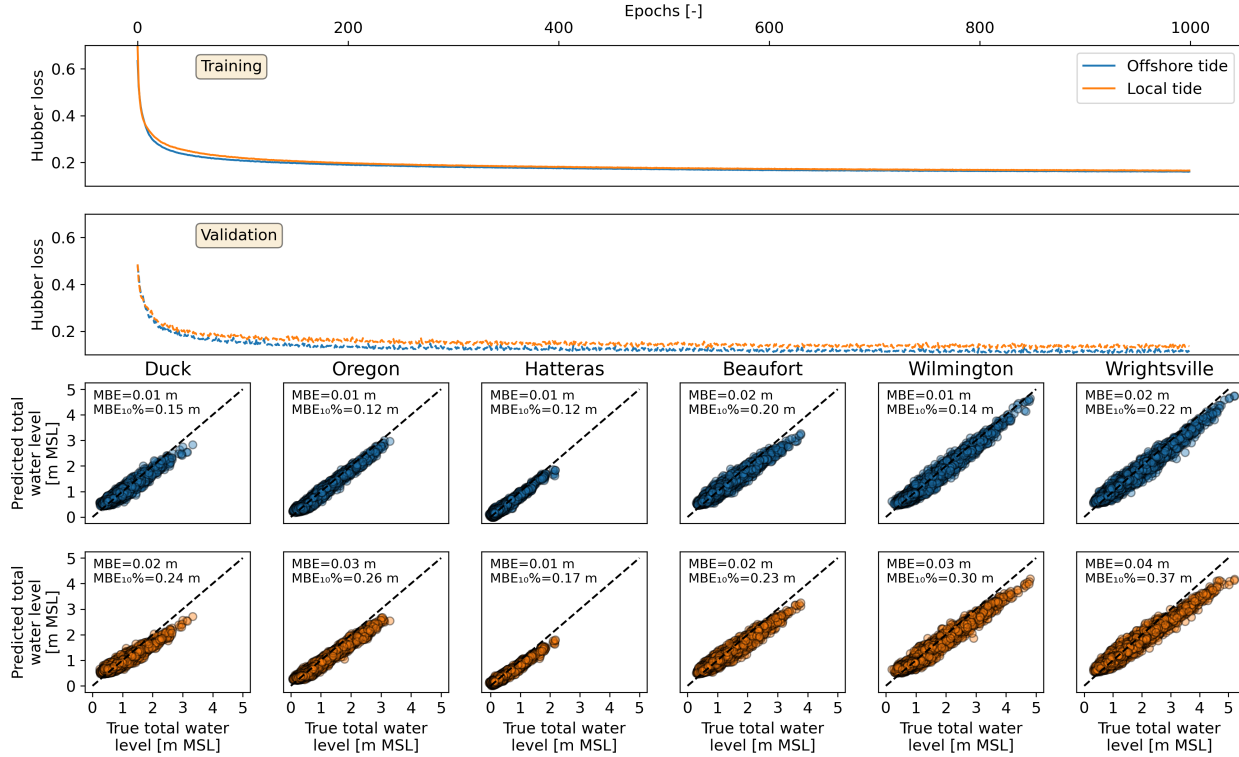 Epochs [-]
0 200 400 600 800 1000
Hubber loss
0.6
0.4
0.2
Training
Offshore tide
Local tide
Hubber loss
0.6
0.4
0.2
Validation
Duck Oregon Hatteras Beaufort Wilmington Wrightsville
Predicted total
water level
[m MSL]
5
4
3
2
1
0
MBE=0.01 m
MBE₁₀%=0.15 m
MBE=0.01 m
MBE₁₀%=0.12 m
MBE=0.01 m
MBE₁₀%=0.12 m
MBE=0.02 m
MBE₁₀%=0.20 m
MBE=0.01 m
MBE₁₀%=0.14 m
MBE=0.02 m
MBE₁₀%=0.22 m
Predicted total
water level
[m MSL]
5
4
3
2
1
0
MBE=0.02 m
MBE₁₀%=0.24 m
MBE=0.03 m
MBE₁₀%=0.26 m
MBE=0.01 m
MBE₁₀%=0.17 m
MBE=0.02 m
MBE₁₀%=0.23 m
MBE=0.03 m
MBE₁₀%=0.30 m
MBE=0.04 m
MBE₁₀%=0.37 m
0 1 2 3 4 5
0 1 2 3 4 5
0 1 2 3 4 5
0 1 2 3 4 5
0 1 2 3 4 5
0 1 2 3 4 5
True total water
level [m MSL]
True total water
level [m MSL]
True total water
level [m MSL]
True total water
level [m MSL]
True total water
level [m MSL]
True total water
level [m MSL]